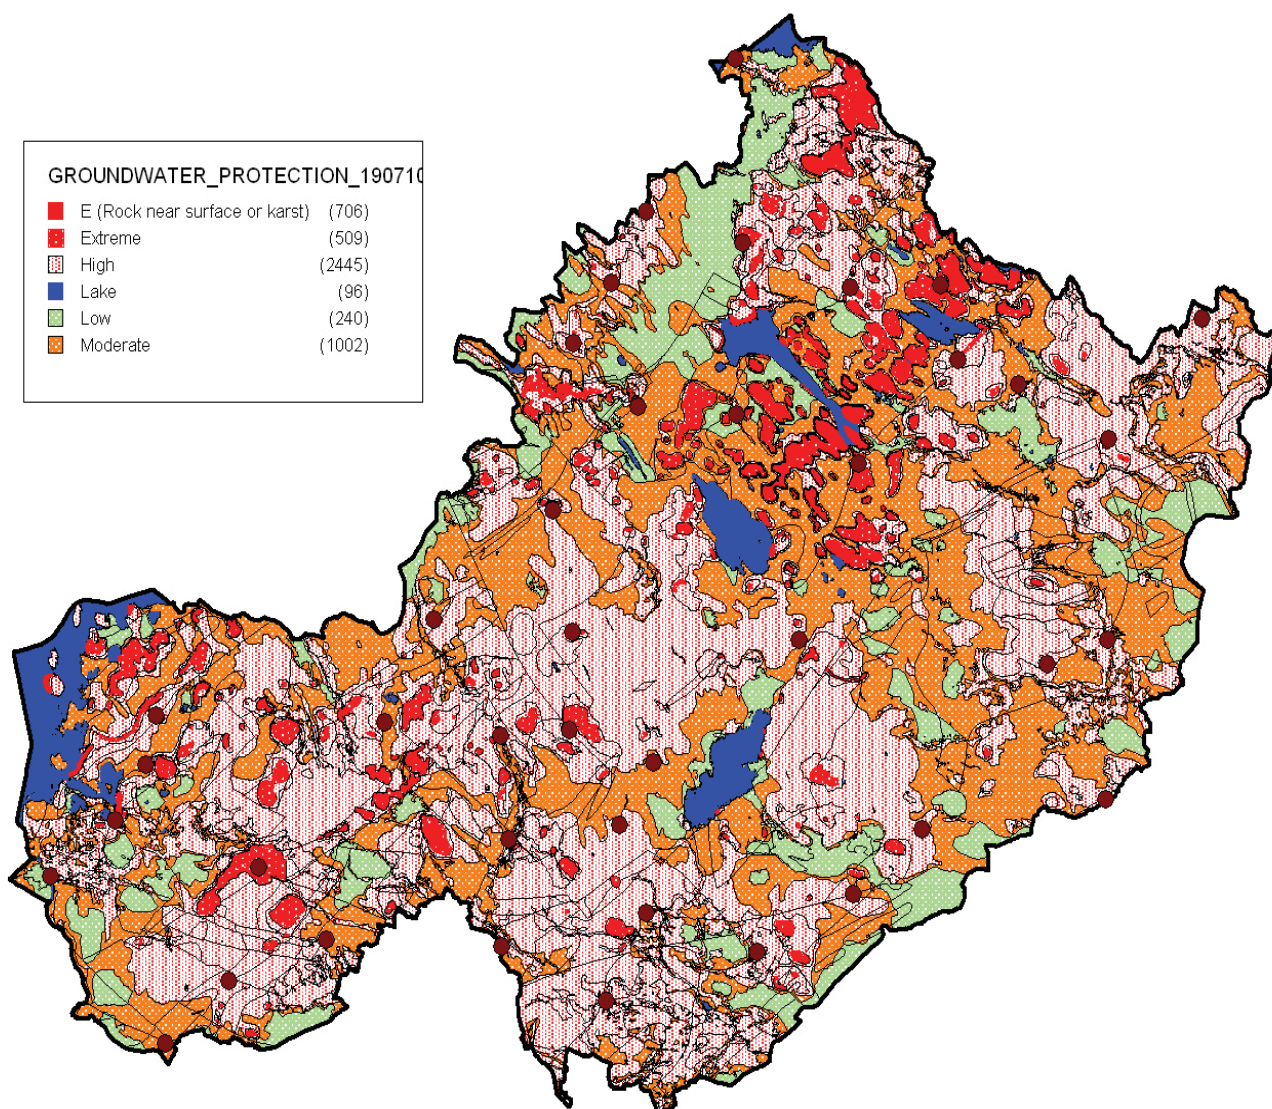 GROUNDWATER_PROTECTION_190710
E (Rock near surface or karst) (706)
Extreme (509)
High (2445)
Lake (96)
Low (240)
Moderate (1002)